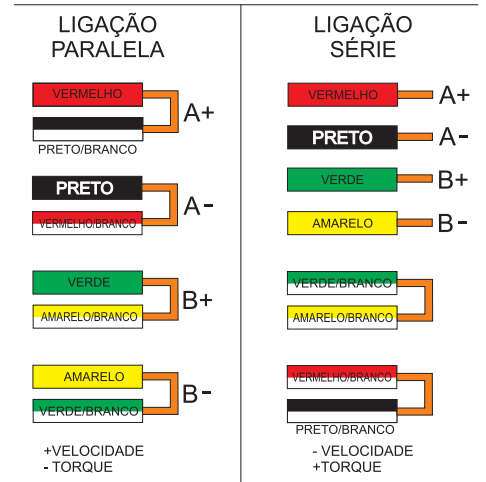 LIGAÇÃO
PARALELA
VERMELHO
A+
PRETO/BRANCO
PRETO
A-
VERMELHO/BRANCO
VERDE
B+
AMARELO/BRANCO
AMARELO
B-
VERDE/BRANCO
+VELOCIDADE
- TORQUE
LIGAÇÃO
SÉRIE
VERMELHO A+
PRETO A-
VERDE B+
AMARELO B-
VERDE/BRANCO
AMARELO/BRANCO
VERMELHO/BRANCO
PRETO/BRANCO
- VELOCIDADE
+TORQUE